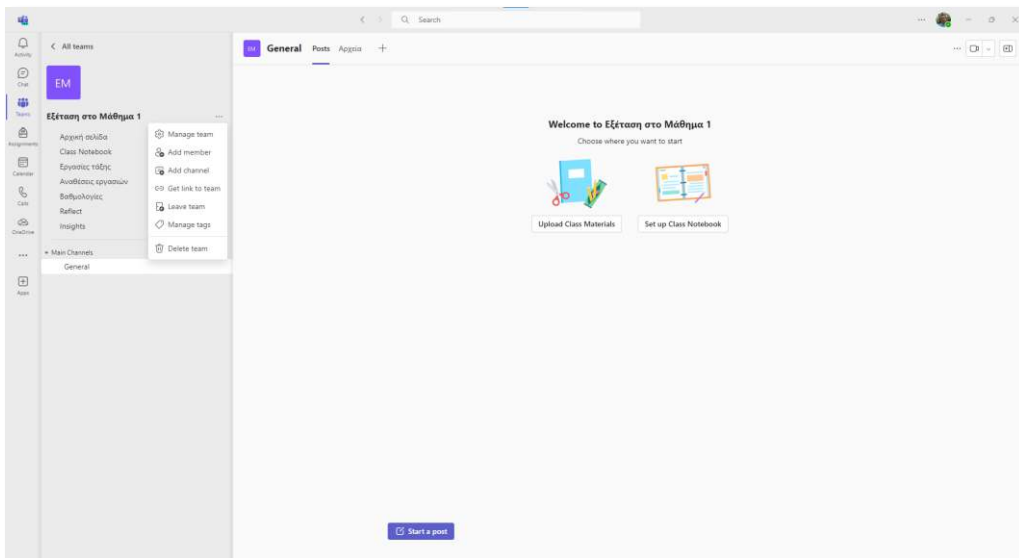 Search
Activity
Chat
Teams
Assignments
Calendar
Calls
OneDrive
Apps
All teams
EM
Εξέταση στο Μάθημα 1
Αρχική σελίδα
Class Notebook
Εργασίες τάξης
Αναθέσεις εργασιών
Βαθμολογίες
Reflect
Insights
Main Channels
General
Manage team
Add member
Add channel
Get link to team
Leave team
Manage tags
Delete team
EM General Posts Αρχεία
Welcome to Εξέταση στο Μάθημα 1
Choose where you want to start
Upload Class Materials Set up Class Notebook
Start a post